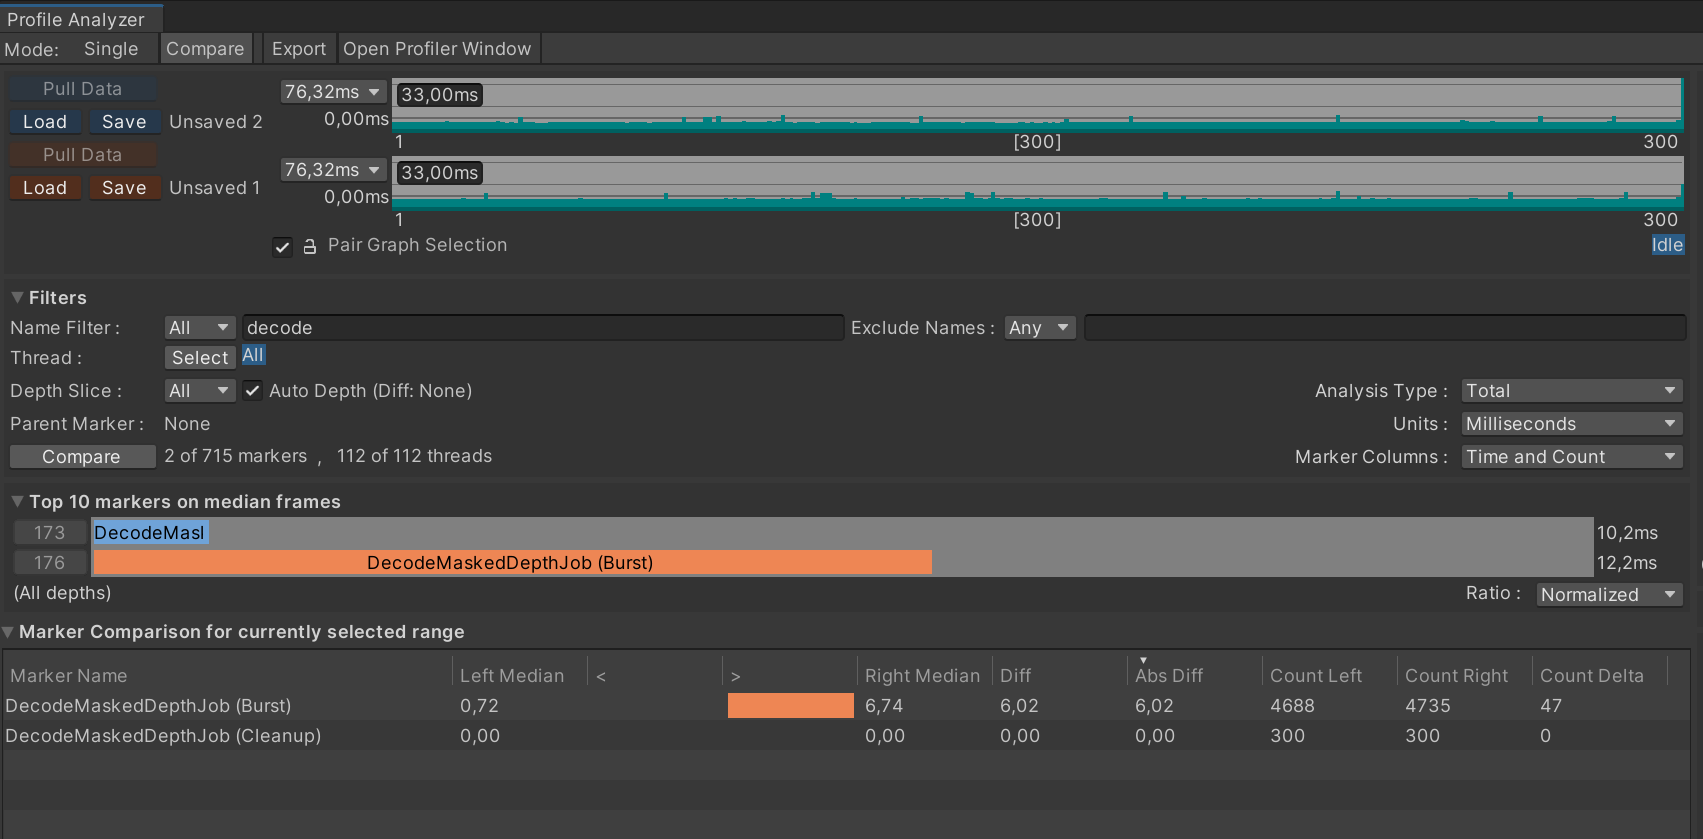 Profile Analyzer
Mode: Single Compare Export Open Profiler Window
Pull Data 76,32ms 33,00ms
Load Save Unsaved 2 0,00ms
1 [300] 300
Pull Data 76,32ms 33,00ms
Load Save Unsaved 1 0,00ms
1 [300] 300
Pair Graph Selection Idle
Filters
Name Filter : All decode Exclude Names : Any
Thread : Select All
Depth Slice : All Auto Depth (Diff: None) Analysis Type : Total
Parent Marker : None Units : Milliseconds
Compare 2 of 715 markers , 112 of 112 threads Marker Columns : Time and Count
Top 10 markers on median frames
173 DecodeMasl 10,2ms
176 DecodeMaskedDepthJob (Burst) 12,2ms
(All depths) Ratio : Normalized
Marker Comparison for currently selected range
Marker Name Left Median < > Right Median Diff Abs Diff Count Left Count Right Count Delta
DecodeMaskedDepthJob (Burst) 0,72 6,74 6,02 6,02 4688 4735 47
DecodeMaskedDepthJob (Cleanup) 0,00 0,00 0,00 0,00 300 300 0